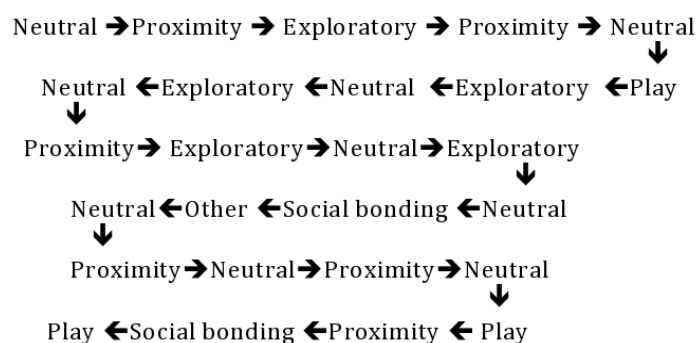 Neutral ➔Proximity ➔ Exploratory ➔ Proximity ➔ Neutral
🡻
Neutral 🡸Exploratory 🡸Neutral 🡸Exploratory 🡸Play
🡻
Proximity➔ Exploratory➔Neutral➔Exploratory
🡻
Neutral🡸Other 🡸Social bonding 🡸Neutral
🡻
Proximity➔Neutral➔Proximity➔Neutral
🡻
Play 🡸Social bonding 🡸Proximity 🡸 Play